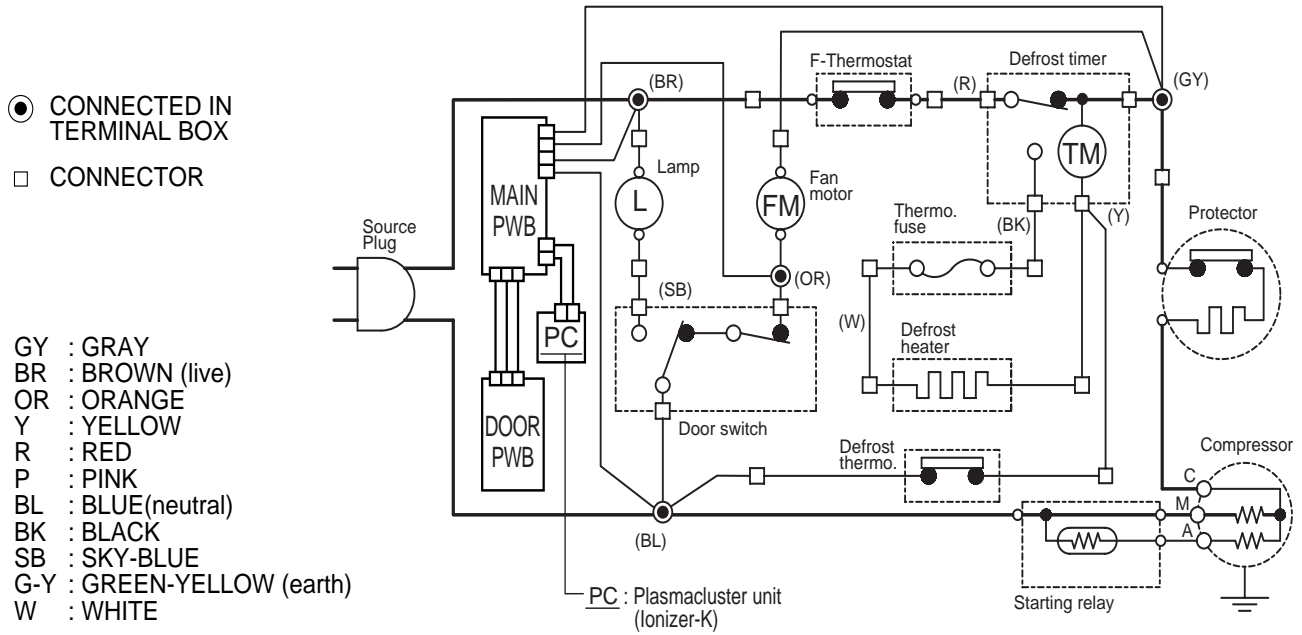 CONNECTED IN
TERMINAL BOX
CONNECTOR
Source
Plug
GY : GRAY
BR : BROWN (live)
OR : ORANGE
Y : YELLOW
R : RED
P : PINK
BL : BLUE(neutral)
BK : BLACK
SB : SKY-BLUE
G-Y : GREEN-YELLOW (earth)
W : WHITE
MAIN
PWB
DOOR
PWB
PC
PC : Plasmacluster unit
(Ionizer-K)
(BR)
Lamp
L
(SB)
Fan
motor
FM
(OR)
Door switch
(BL)
F-Thermostat
(R)
Defrost timer
TM
(GY)
(BK)
(Y)
Thermo.
fuse
(W)
Defrost
heater
Defrost
thermo.
Protector
Compressor
C
M
A
Starting relay